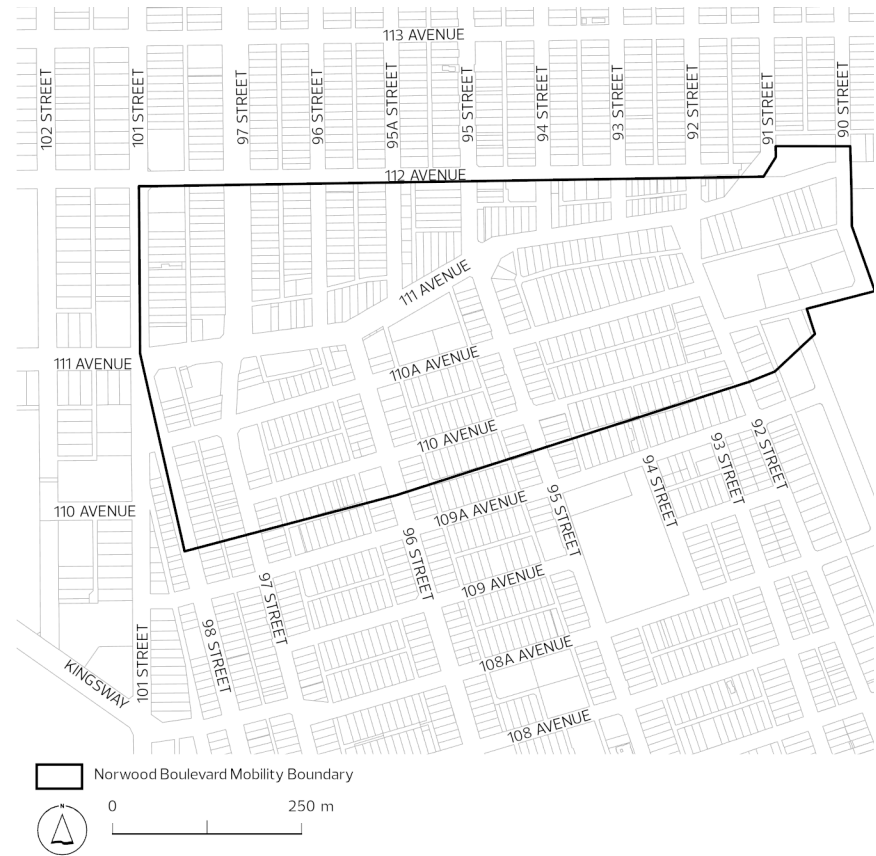 113 AVENUE
102 STREET
101 STREET
97 STREET
96 STREET
95A STREET
95 STREET
94 STREET
93 STREET
92 STREET
91 STREET
90 STREET
112 AVENUE
111 AVENUE
111 AVENUE
110A AVENUE
110 AVENUE
110 AVENUE
109A AVENUE
96 STREET
95 STREET
94 STREET
93 STREET
92 STREET
109 AVENUE
97 STREET
98 STREET
101 STREET
108A AVENUE
KINGSWAY
108 AVENUE
Norwood Boulevard Mobility Boundary
N
0
250 m